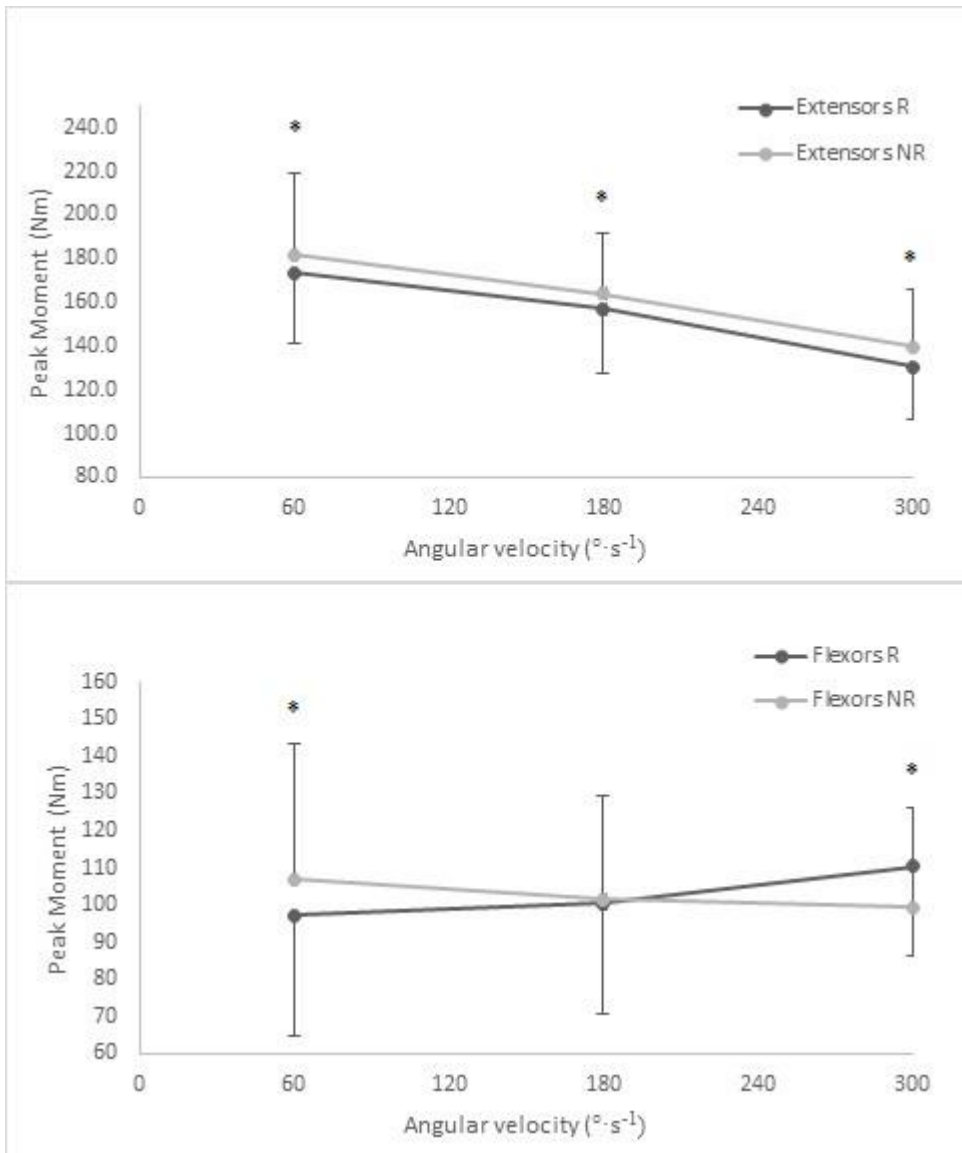 Extensors R
Extensors NR
Peak Moment (Nm)
240.0
220.0
200.0
180.0
160.0
140.0
120.0
100.0
80.0
*
*
*
0 60 120 180 240 300
Angular velocity (°·s⁻¹)
Flexors R
Flexors NR
Peak Moment (Nm)
160
150
140
130
120
110
100
90
80
70
60
*
*
0 60 120 180 240 300
Angular velocity (°·s⁻¹)